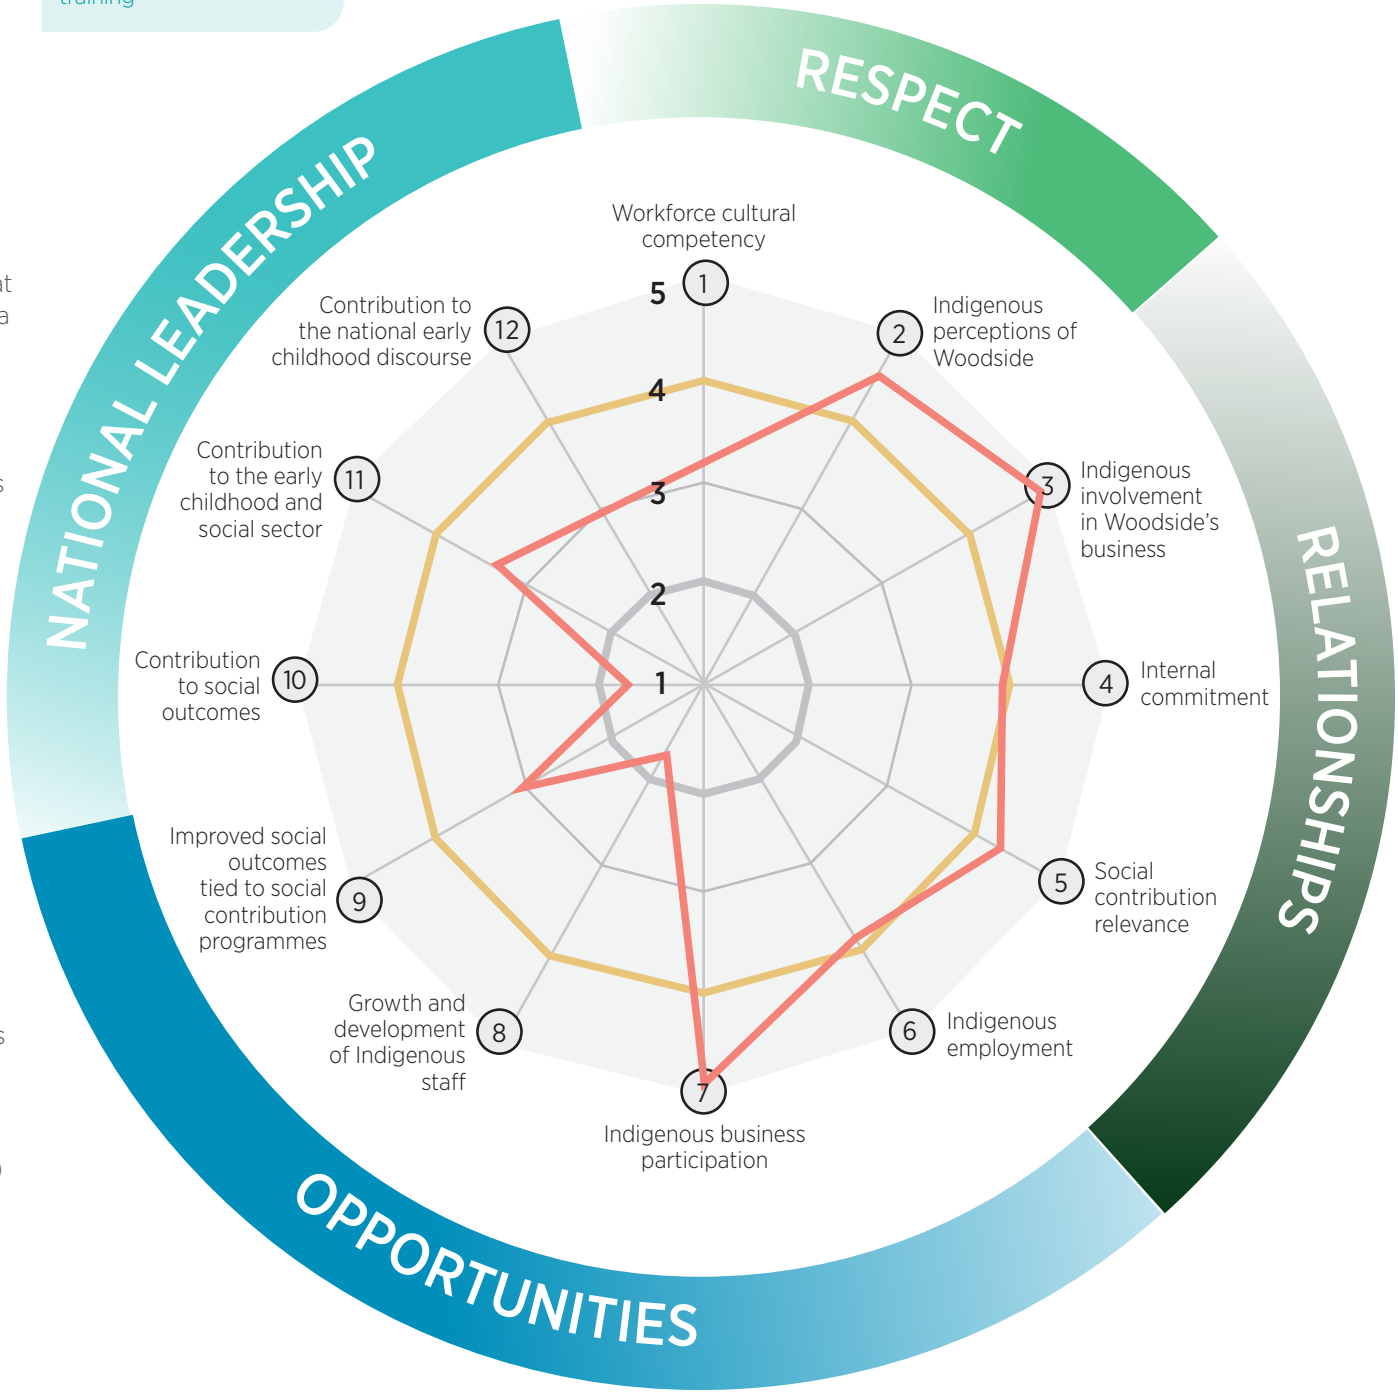 training
at
a
s
s
)
RESPECT
NATIONAL LEADERSHIP
RELATIONSHIPS
OPPORTUNITIES
Workforce cultural
competency
1
5
4
3
2
1
2
Indigenous
perceptions of
Woodside
3
Indigenous
involvement
in Woodside's
business
4
Internal
commitment
5
Social
contribution
relevance
6
Indigenous
employment
7
Indigenous business
participation
8
Growth and
development
of Indigenous
staff
9
Improved social
outcomes
tied to social
contribution
programmes
10
Contribution
to social
outcomes
11
Contribution
to the early
childhood and
social sector
12
Contribution to
the national early
childhood discourse